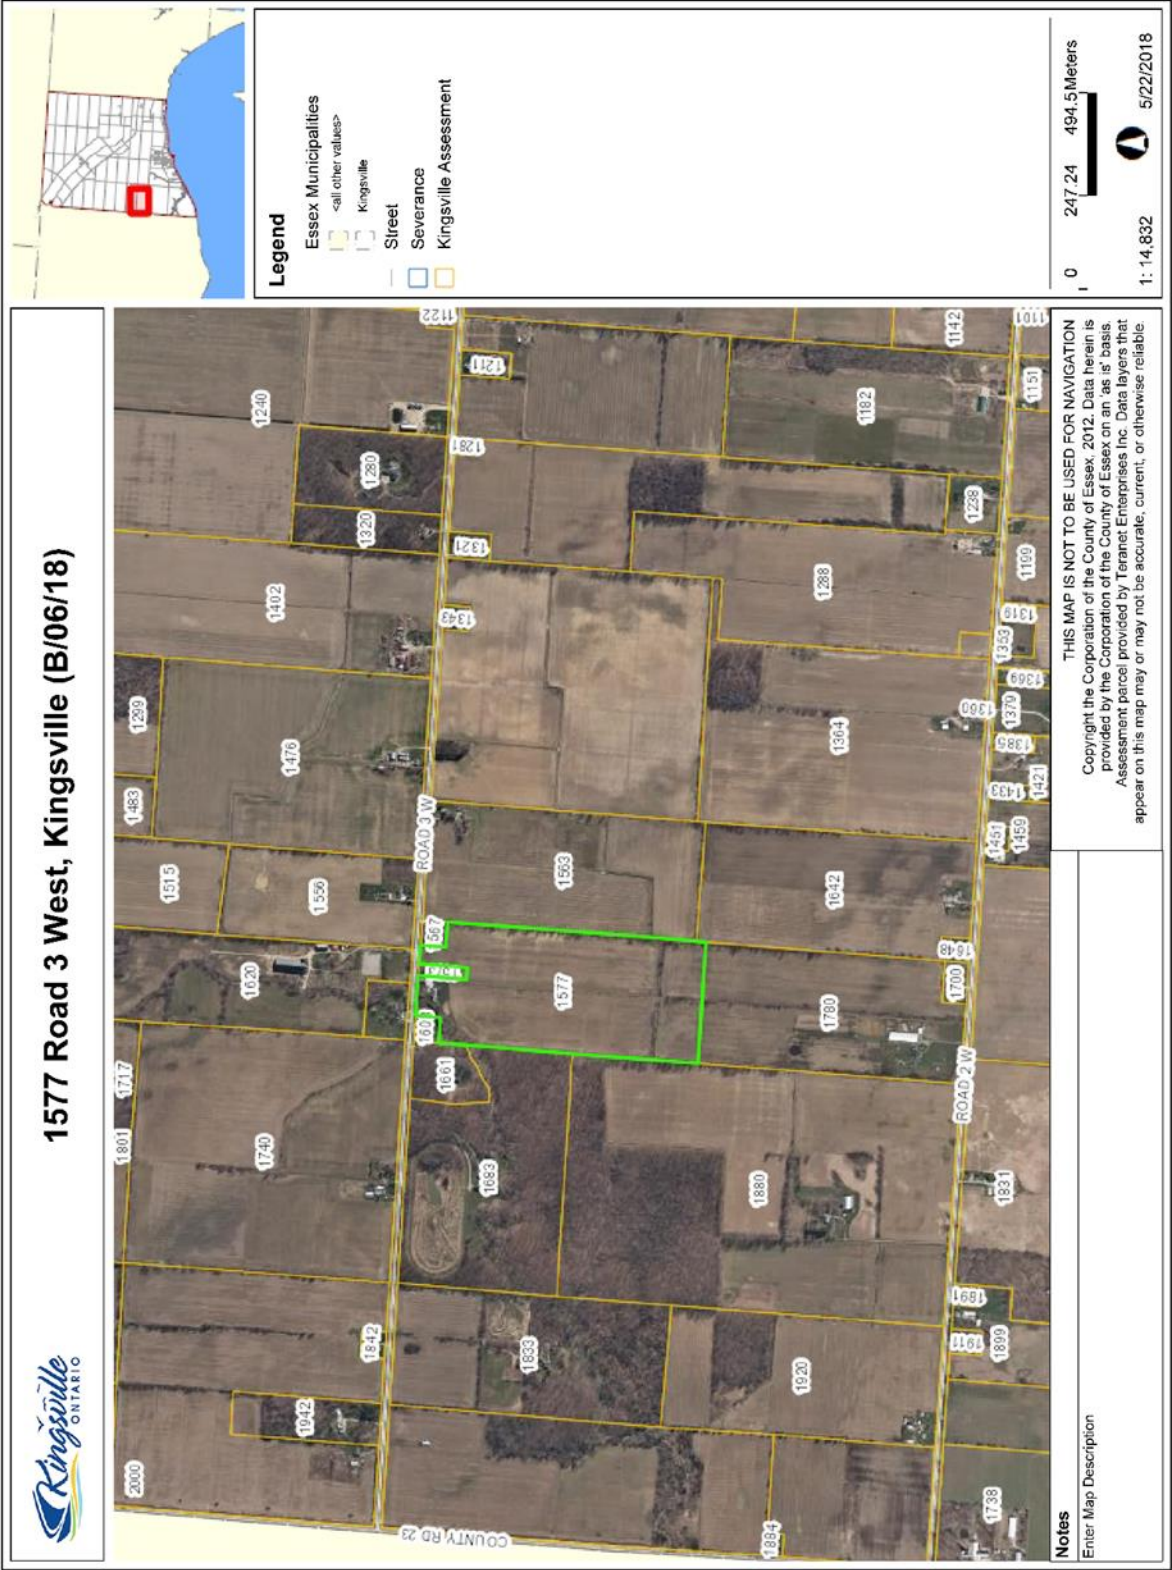 Kingsville
ONTARIO
1577 Road 3 West, Kingsville (B/06/18)
Legend
Essex Municipalities
<all other values>
Kingsville
Street
Severance
Kingsville Assessment
0 247.24 494.5 Meters
1: 14,832 5/22/2018
2000
1801
1717
1515
1483
1299
1942
1842
1740
1620
1556
1476
1402
1240
1320
1280
ROAD 3 W
COUNTY RD 23
1122
1211
1281
1321
1343
1567
1661
1683
1833
1577
1563
1884
1920
1880
1780
1642
1364
1288
1182
1142
1238
1360
1648
1700
ROAD 2 W
1738
1911
1899
1891
1831
1451
1459
1433
1421
1385
1379
1369
1353
1319
1199
1151
1101
Notes
Enter Map Description
THIS MAP IS NOT TO BE USED FOR NAVIGATION
Copyright the Corporation of the County of Essex, 2012. Data herein is
provided by the Corporation of the County of Essex on an 'as is' basis.
Assessment parcel provided by Teranet Enterprises Inc. Data layers that
appear on this map may or may not be accurate, current, or otherwise reliable.